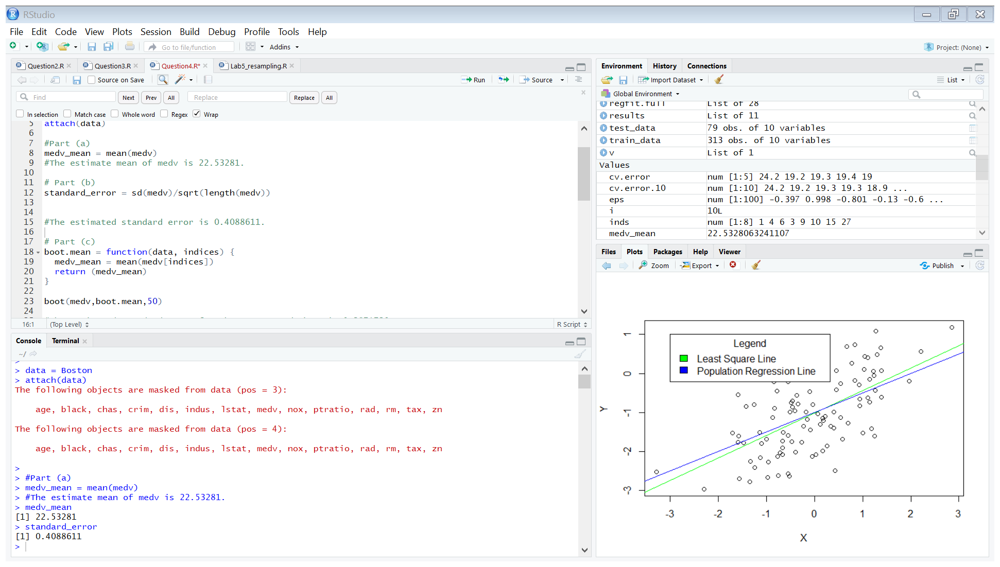 RStudio
File Edit Code View Plots Session Build Debug Profile Tools Help
Go to file/function Addins Project: (None)
Question2.R Question3.R Question4.R* Lab5_resampling.R
Source on Save Run Source
Find Next Prev All Replace Replace All
In selection Match case Whole word Regex Wrap
5 attach(data)
6
7 #Part (a)
8 medv_mean = mean(medv)
9 #The estimate mean of medv is 22.53281.
10
11 # Part (b)
12 standard_error = sd(medv)/sqrt(length(medv))
13
14
15 #The estimated standard error is 0.4088611.
16
17 # Part (c)
18 boot.mean = function(data, indices) {
19 medv_mean = mean(medv[indices])
20 return (medv_mean)
21 }
22
23 boot(medv,boot.mean,50)
24
16:1 (Top Level) R Script
Console Terminal
~/
>
> data = Boston
> attach(data)
The following objects are masked from data (pos = 3):
age, black, chas, crim, dis, indus, lstat, medv, nox, ptratio, rad, rm, tax, zn
The following objects are masked from data (pos = 4):
age, black, chas, crim, dis, indus, lstat, medv, nox, ptratio, rad, rm, tax, zn
>
> #Part (a)
> medv_mean = mean(medv)
> #The estimate mean of medv is 22.53281.
> medv_mean
[1] 22.53281
> standard_error
[1] 0.4088611
>
Environment History Connections
Import Dataset List
Global Environment
regfit.full List of 28
results List of 11
test_data 79 obs. of 10 variables
train_data 313 obs. of 10 variables
v List of 1
Values
cv.error num [1:5] 24.2 19.2 19.3 19.4 19
cv.error.10 num [1:10] 24.2 19.2 19.3 19.3 18.9 ...
eps num [1:100] -0.397 0.998 -0.801 -0.13 -0.6 ...
i 10L
inds num [1:8] 1 4 6 3 9 10 15 27
medv_mean 22.5328063241107
Files Plots Packages Help Viewer
Zoom Export Publish
Legend
Least Square Line
Population Regression Line
1
0
-1
-2
-3
Y
-3 -2 -1 0 1 2 3
X